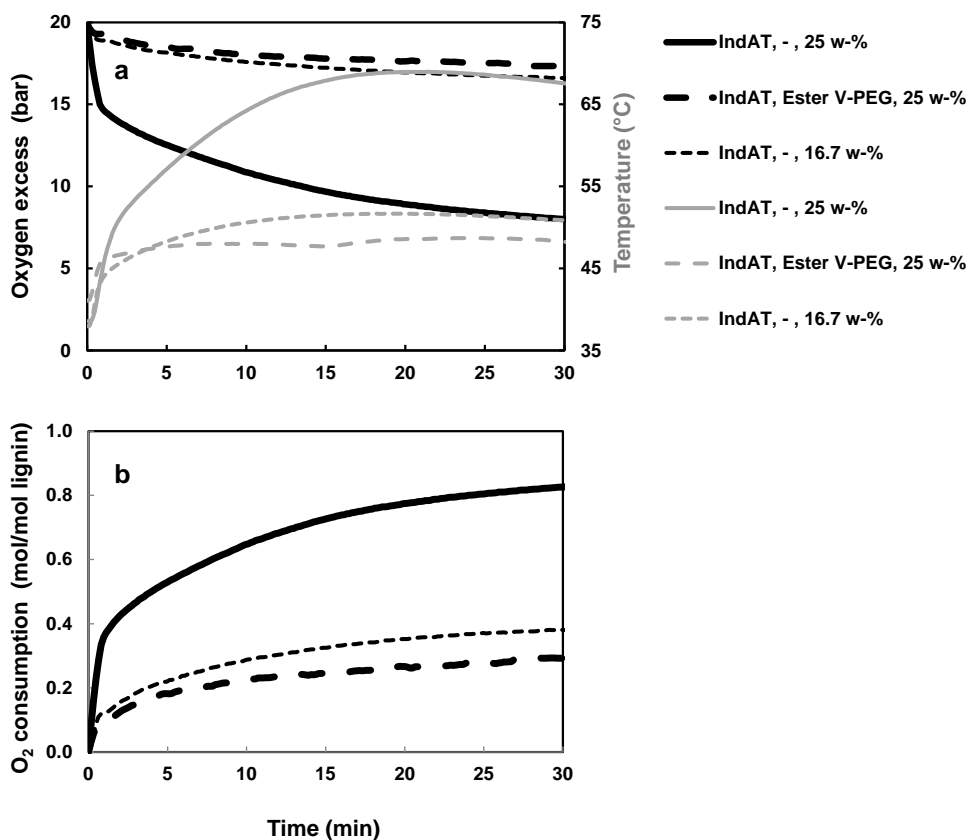 20
15
10
5
0
Oxygen excess (bar)
a
75
65
55
45
35
Temperature (°C)
0 5 10 15 20 25 30
IndAT, - , 25 w-%
IndAT, Ester V-PEG, 25 w-%
IndAT, - , 16.7 w-%
IndAT, - , 25 w-%
IndAT, Ester V-PEG, 25 w-%
IndAT, - , 16.7 w-%
1.0
0.8
0.6
0.4
0.2
0.0
O₂ consumption (mol/mol lignin)
b
0 5 10 15 20 25 30
Time (min)